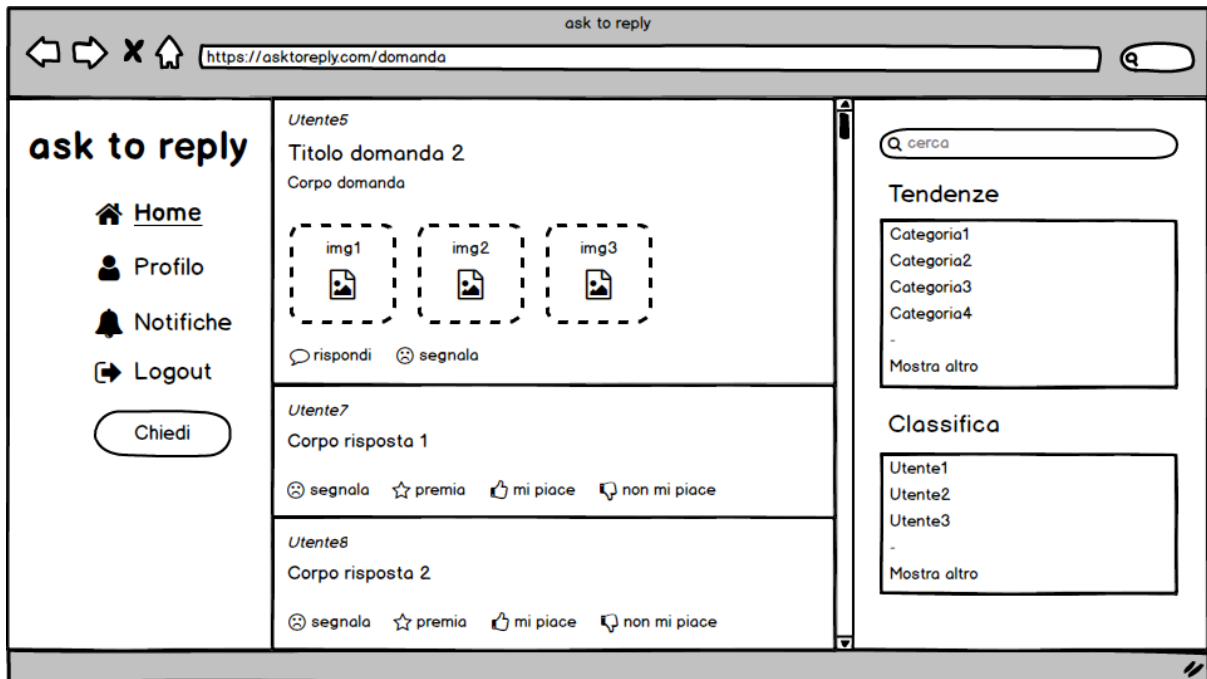 ask to reply
https://asktoreply.com/domanda
ask to reply
Home
Profilo
Notifiche
Logout
Chiedi
Utente5
Titolo domanda 2
Corpo domanda
img1 img2 img3
rispondi segnala
Utente7
Corpo risposta 1
segnala premia mi piace non mi piace
Utente8
Corpo risposta 2
segnala premia mi piace non mi piace
cerca
Tendenze
Categoria1
Categoria2
Categoria3
Categoria4
-
Mostra altro
Classifica
Utente1
Utente2
Utente3
-
Mostra altro